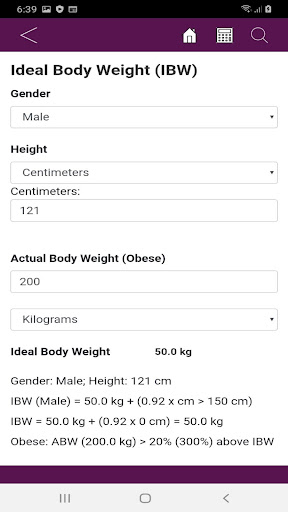 6:39
Ideal Body Weight (IBW)
Gender
Male
Height
Centimeters
Centimeters:
121
Actual Body Weight (Obese)
200
Kilograms
Ideal Body Weight 50.0 kg
Gender: Male; Height: 121 cm
IBW (Male) = 50.0 kg + (0.92 x cm > 150 cm)
IBW = 50.0 kg + (0.92 x 0 cm) = 50.0 kg
Obese: ABW (200.0 kg) > 20% (300%) above IBW